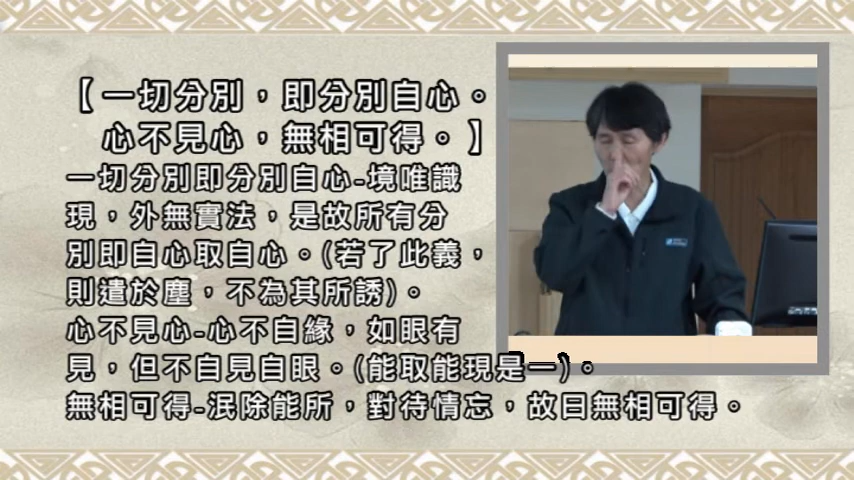 【一切分別，即分別自心。
心不見心，無相可得。】
一切分別即分別自心-境唯識
現，外無實法，是故所有分
別即自心取自心。(若了此義，
則遣於塵，不為其所誘)。
心不見心-心不自緣，如眼有
見，但不自見自眼。(能取能現是一)。
無相可得-泯除能所，對待情忘，故曰無相可得。